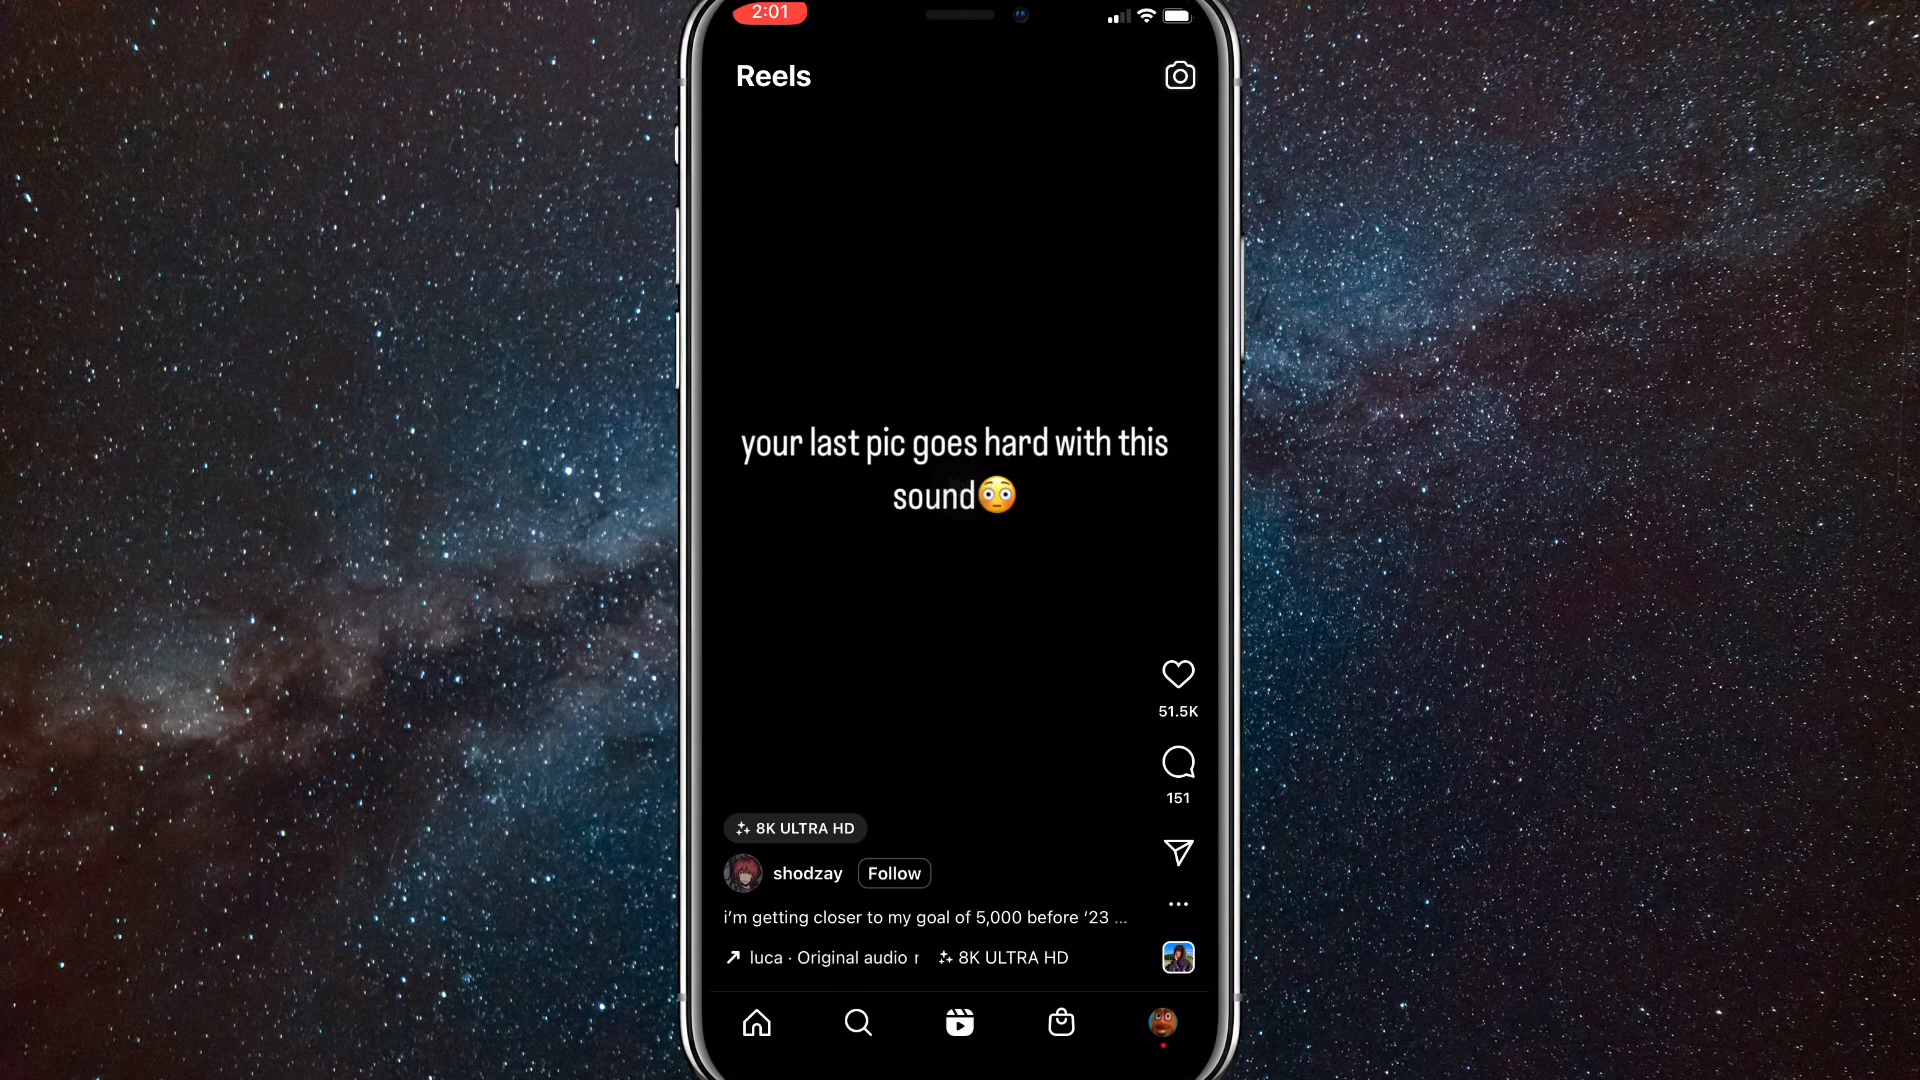 2:01
Reels
your last pic goes hard with this
sound😳
51.5K
151
8K ULTRA HD
shodzay Follow
i'm getting closer to my goal of 5,000 before ‘23 ...
luca · Original audio 8K ULTRA HD